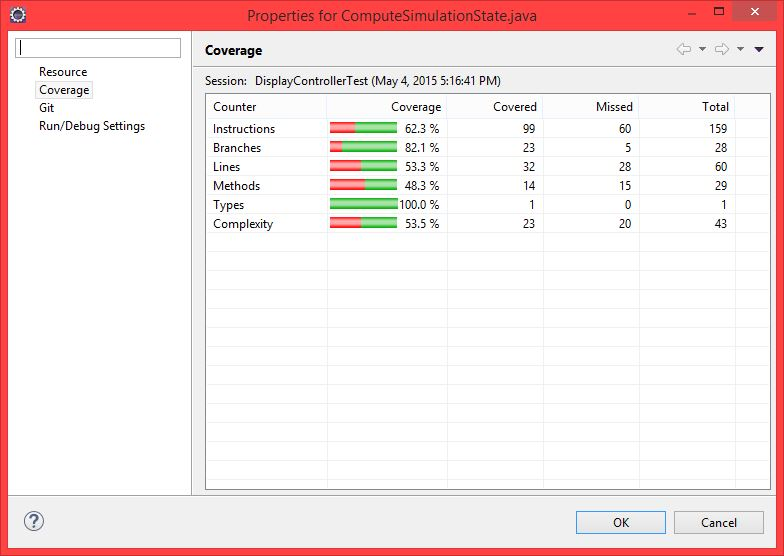 Properties for ComputeSimulationState.java
Resource
Coverage
Git
Run/Debug Settings
Coverage
Session: DisplayControllerTest (May 4, 2015 5:16:41 PM)
Counter Coverage Covered Missed Total
Instructions 62.3 % 99 60 159
Branches 82.1 % 23 5 28
Lines 53.3 % 32 28 60
Methods 48.3 % 14 15 29
Types 100.0 % 1 0 1
Complexity 53.5 % 23 20 43
? OK Cancel